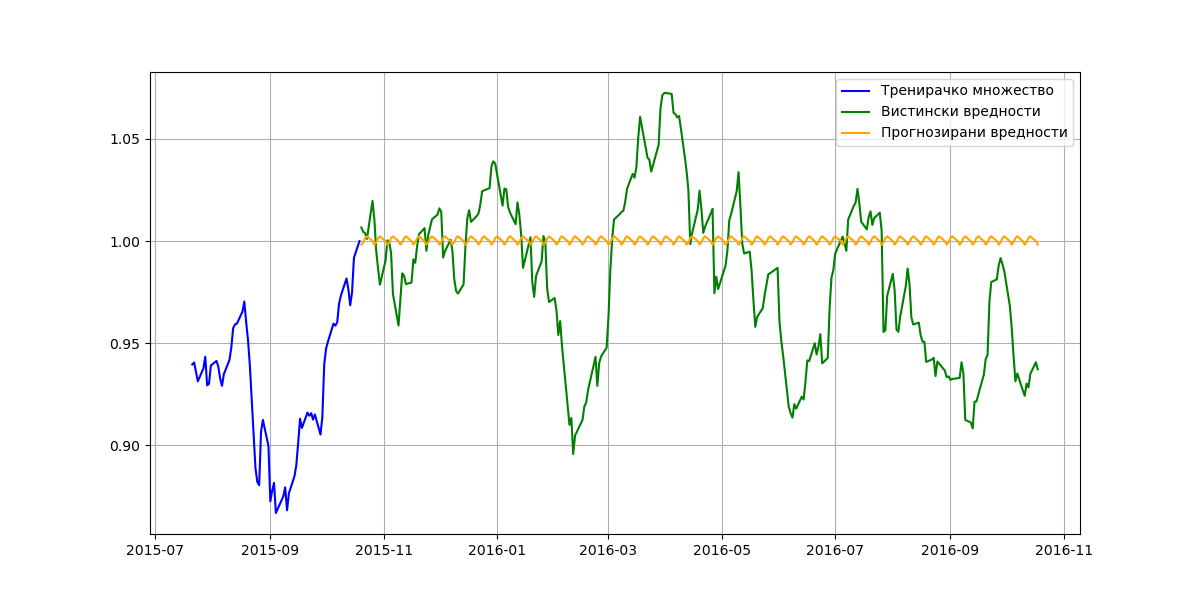 Тренирачко множество
Вистински вредности
Прогнозирани вредности
1.05
1.00
0.95
0.90
2015-07 2015-09 2015-11 2016-01 2016-03 2016-05 2016-07 2016-09 2016-11